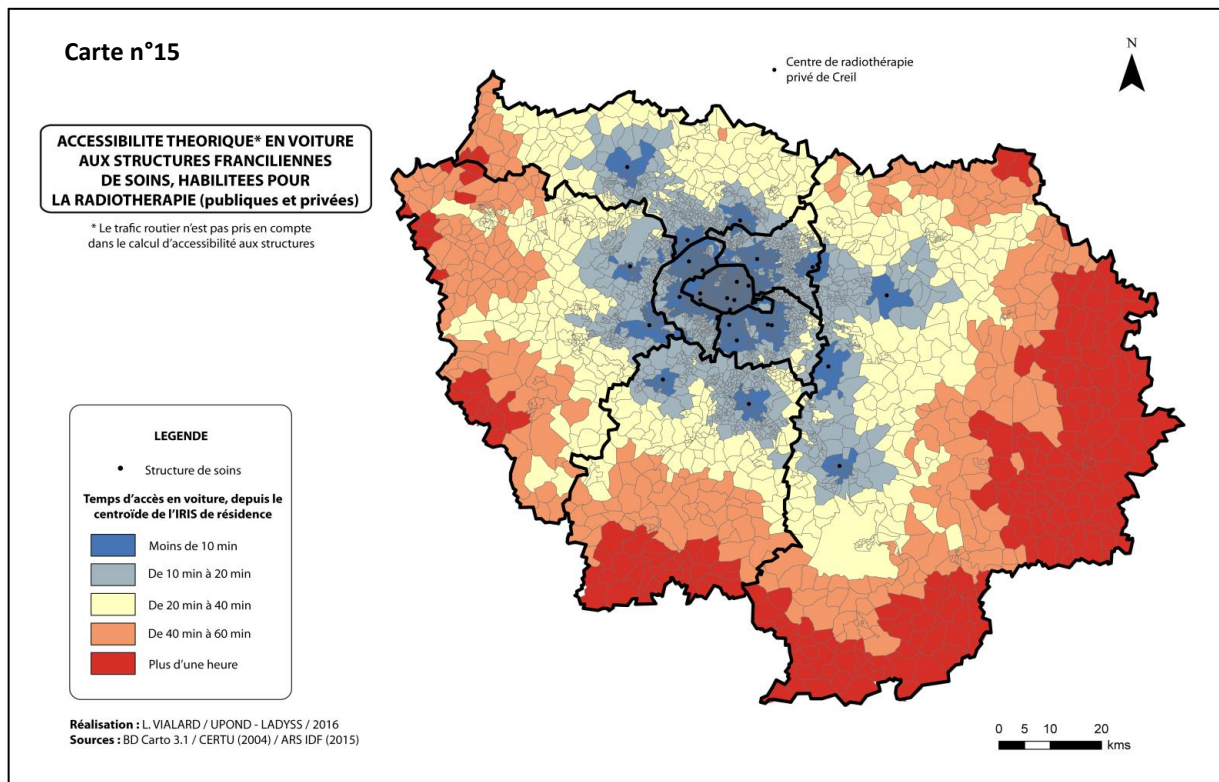 Carte n°15
Centre de radiothérapie
privé de Creil
N
ACCESSIBILITE THEORIQUE* EN VOITURE
AUX STRUCTURES FRANCILIENNES
DE SOINS, HABILITEES POUR
LA RADIOTHERAPIE (publiques et privées)
* Le trafic routier n'est pas pris en compte
dans le calcul d'accessibilité aux structures
LEGENDE
Structure de soins
Temps d'accès en voiture, depuis le
centroïde de l'IRIS de résidence
Moins de 10 min
De 10 min à 20 min
De 20 min à 40 min
De 40 min à 60 min
Plus d'une heure
Réalisation : L. VIALARD / UPOND - LADYSS / 2016
Sources : BD Carto 3.1 / CERTU (2004) / ARS IDF (2015)
0 5 10 20
kms